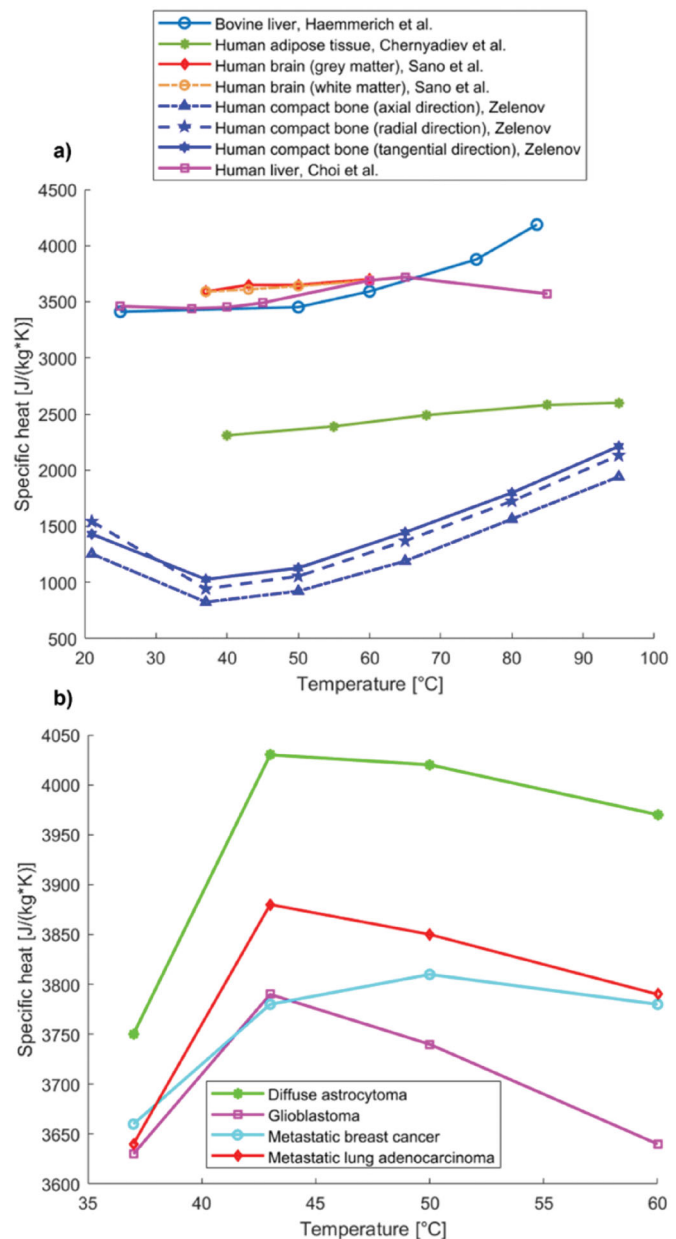 Bovine liver, Haemmerich et al.
Human adipose tissue, Chernyadiev et al.
Human brain (grey matter), Sano et al.
Human brain (white matter), Sano et al.
Human compact bone (axial direction), Zelenov
Human compact bone (radial direction), Zelenov
Human compact bone (tangential direction), Zelenov
Human liver, Choi et al.
a)
4500
4000
3500
3000
2500
2000
1500
1000
500
Specific heat [J/(kg*K)]
20 30 40 50 60 70 80 90 100
Temperature [°C]
b)
4050
4000
3950
3900
3850
3800
3750
3700
3650
3600
Specific heat [J/(kg*K)]
Diffuse astrocytoma
Glioblastoma
Metastatic breast cancer
Metastatic lung adenocarcinoma
35 40 45 50 55 60
Temperature [°C]